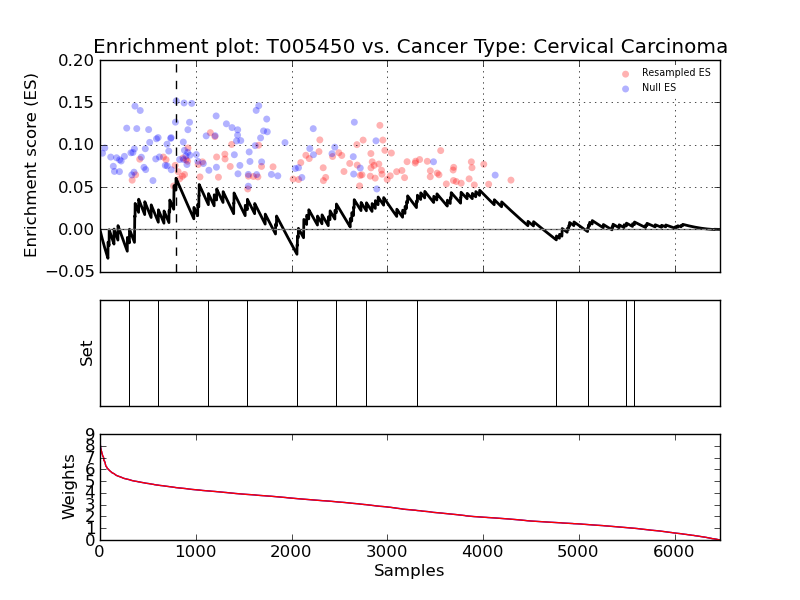 Enrichment plot: T005450 vs. Cancer Type: Cervical Carcinoma
Enrichment score (ES)
0.20
0.15
0.10
0.05
0.00
−0.05
Resampled ES
Null ES
Set
Weights
9
8
7
6
5
4
3
2
1
0
0 1000 2000 3000 4000 5000 6000
Samples